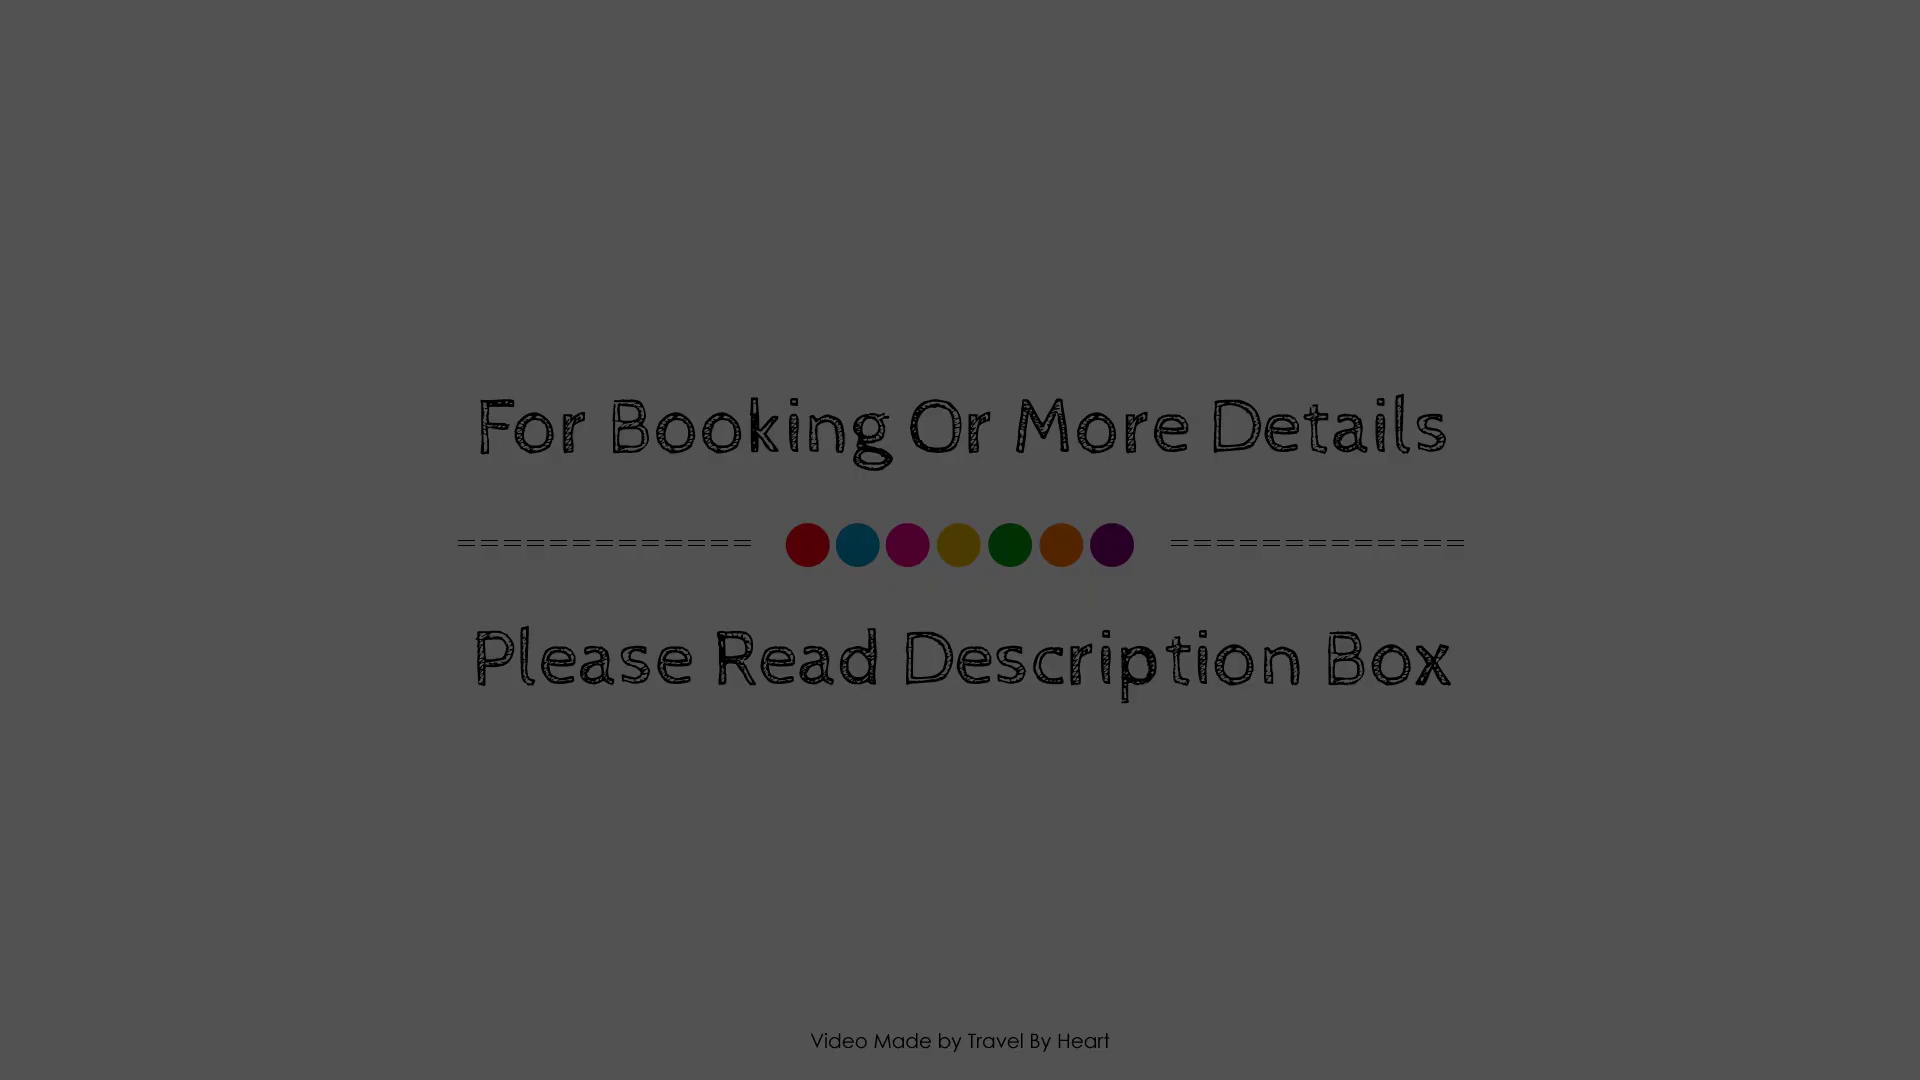 For Booking Or More Details
============= =============
Please Read Description Box
Video Made by Travel By Heart